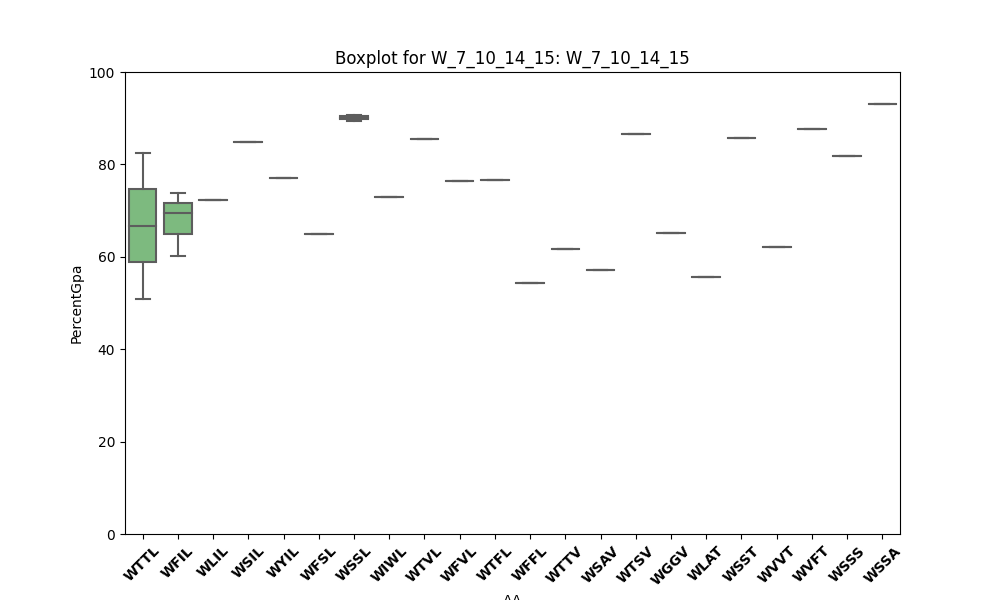 Boxplot for W_7_10_14_15: W_7_10_14_15
PercentGpa
100
80
60
40
20
0
WTTL WFIL WLIL WSIL WYIL WFSL WSSL WIWL WTVL WFVL WTFL WFFL WTTV WSAV WTSV WGGV WLAT WSST WVVT WVFT WSSS WSSA
AA